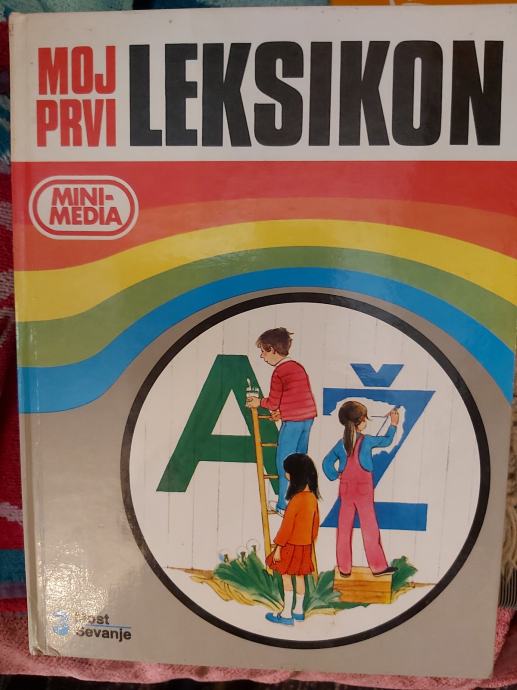 MOJ
PRVI
LEKSIKON
MINI-
MEDIA
A
Ž